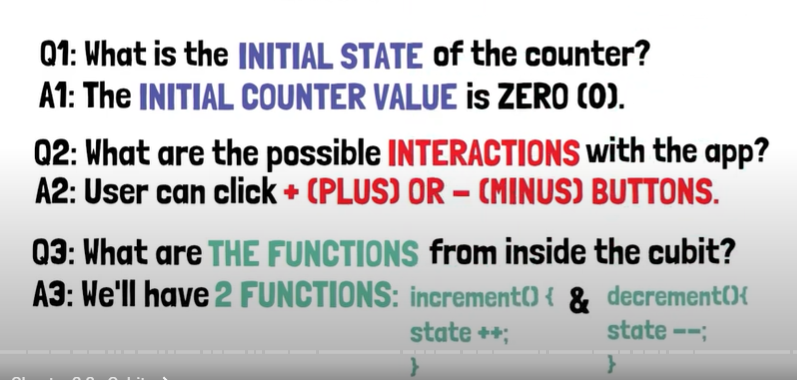 Q1: What is the INITIAL STATE of the counter?
A1: The INITIAL COUNTER VALUE is ZERO (0).
Q2: What are the possible INTERACTIONS with the app?
A2: User can click + (PLUS) OR – (MINUS) BUTTONS.
Q3: What are THE FUNCTIONS from inside the cubit?
A3: We'll have 2 FUNCTIONS: increment() { & decrement(){
state ++; state --;
} }